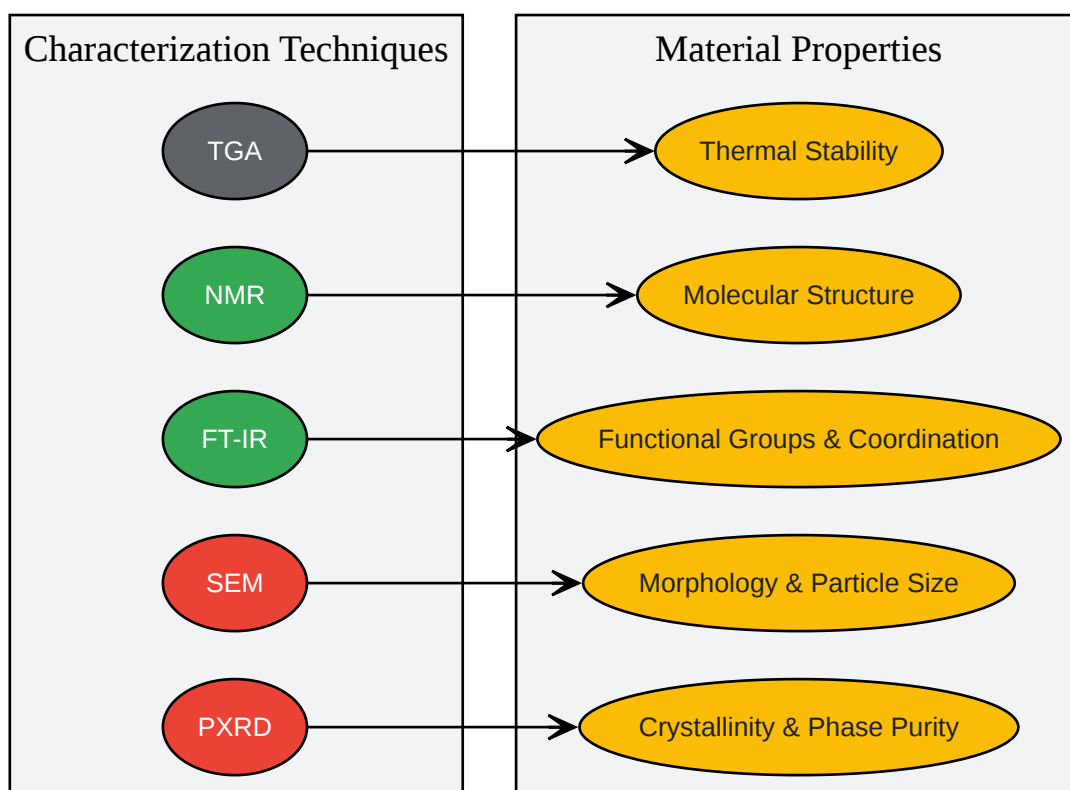 Characterization Techniques
Material Properties
TGA
Thermal Stability
NMR
Molecular Structure
FT-IR
Functional Groups & Coordination
SEM
Morphology & Particle Size
PXRD
Crystallinity & Phase Purity